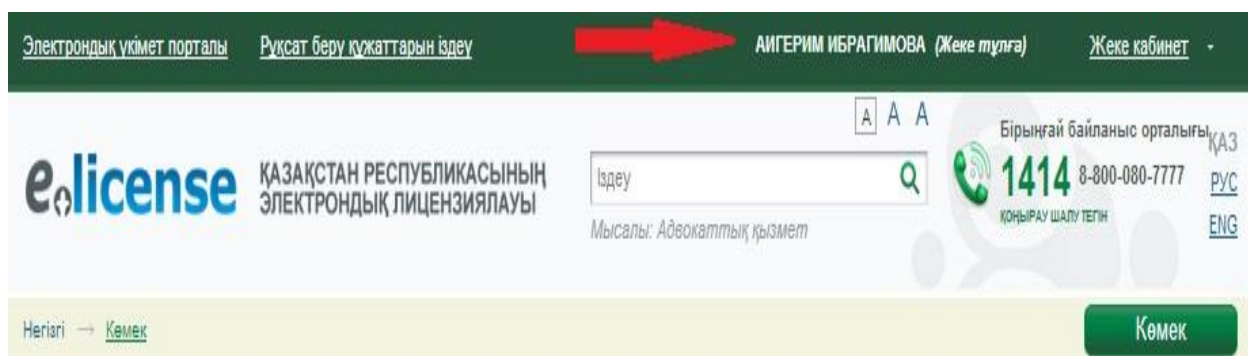 Электрондық үкімет порталы Рұқсат беру құжаттарын іздеу АИГЕРИМ ИБРАГИМОВА (Жеке тұлға) Жеке кабинет
A A A
e.license ҚАЗАҚСТАН РЕСПУБЛИКАСЫНЫҢ
ЭЛЕКТРОНДЫҚ ЛИЦЕНЗИЯЛАУЫ
Іздеу
Мысалы: Адвокаттық қызмет
Бірыңғай байланыс орталығы
1414 8-800-080-7777
ҚОҢЫРАУ ШАЛУ ТЕГІН
ҚАЗ
РУС
ENG
Негізгі → Көмек
Көмек